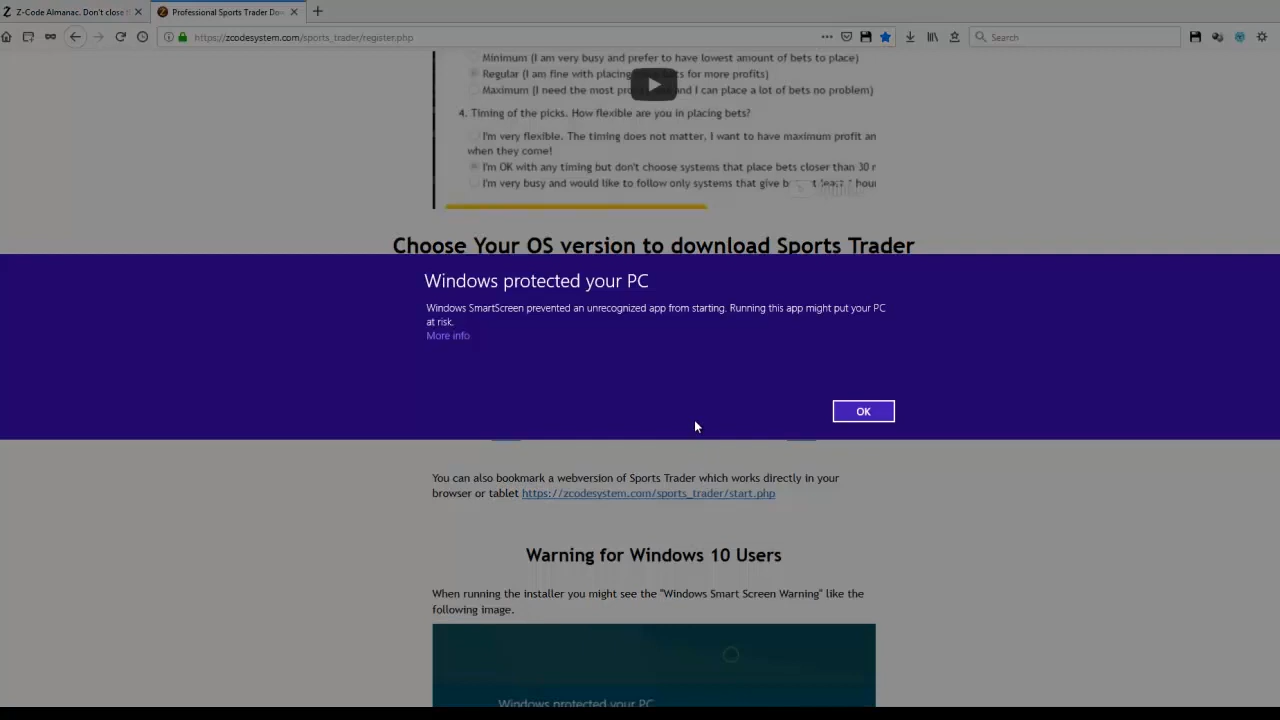 Z-Code Almanac. Don't close t
Professional Sports Trader Dow
https://zcodesystem.com/sports_trader/register.php
Search
Minimum (I am very busy and prefer to have lowest amount of bets to place)
Regular (I am fine with placing bets for more profits)
Maximum (I need the most and I can place a lot of bets no problem)
4. Timing of the picks. How flexible are you in placing bets?
I'm very flexible. The timing does not matter, I want to have maximum profit an
when they come!
I'm OK with any timing but don't choose systems that place bets closer than 30 r
I'm very busy and would like to follow only systems that give at least hour
Choose Your OS version to download Sports Trader
Windows protected your PC
Windows SmartScreen prevented an unrecognized app from starting. Running this app might put your PC
at risk.
More info
OK
You can also bookmark a webversion of Sports Trader which works directly in your
browser or tablet https://zcodesystem.com/sports_trader/start.php
Warning for Windows 10 Users
When running the installer you might see the "Windows Smart Screen Warning" like the
following image.
Windows protected your PC